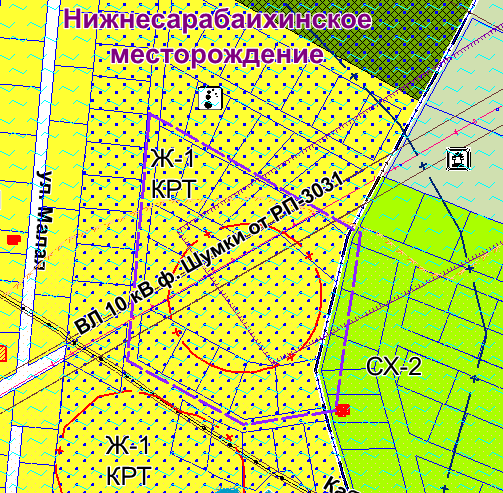 Нижнесарабаихинское
месторождение
Ж-1
КРТ
ул. Малая
ВЛ 10 кВ ф. Шумки от РП-3031
СХ-2
Ж-1
КРТ